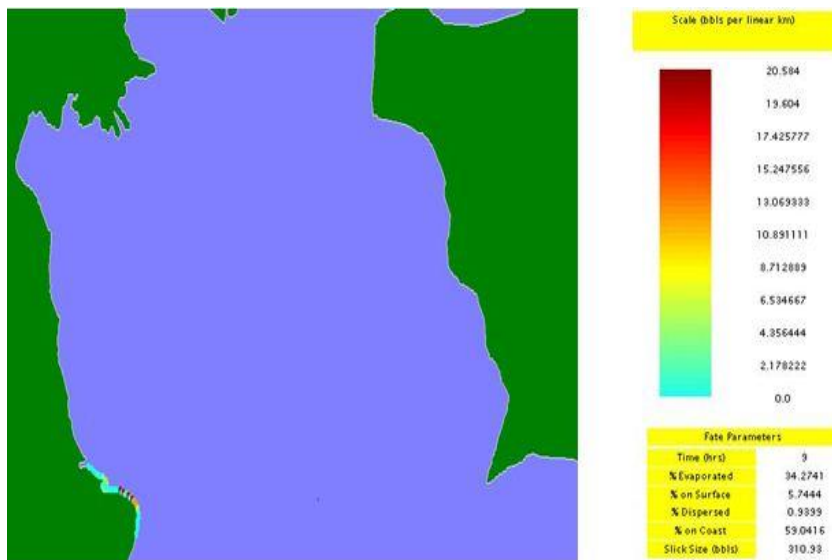 Scale (bbls per linear km)
20.584
19.604
17.425777
15.247556
13.069333
10.891111
8.712889
6.534667
4.356444
2.178222
0.0
Fate Parameters
Time (hrs) 9
% Evaporated 34.2741
% on Surface 5.7444
% Dispersed 0.9399
% on Coast 59.0416
Slick Size (bbls) 310.93